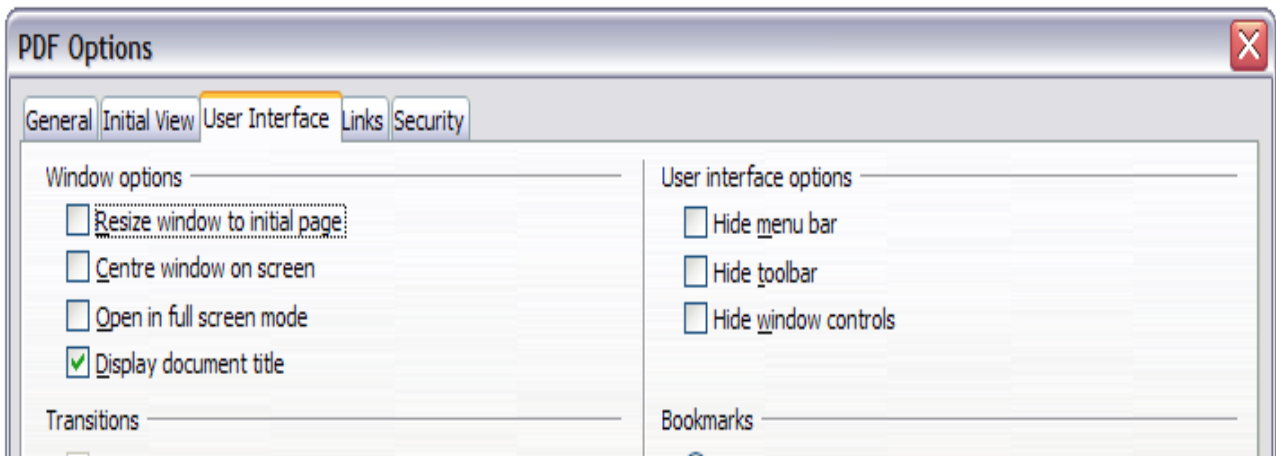 PDF Options
General Initial View User Interface Links Security
Window options
Resize window to initial page
Centre window on screen
Open in full screen mode
Display document title
User interface options
Hide menu bar
Hide toolbar
Hide window controls
Transitions
Bookmarks